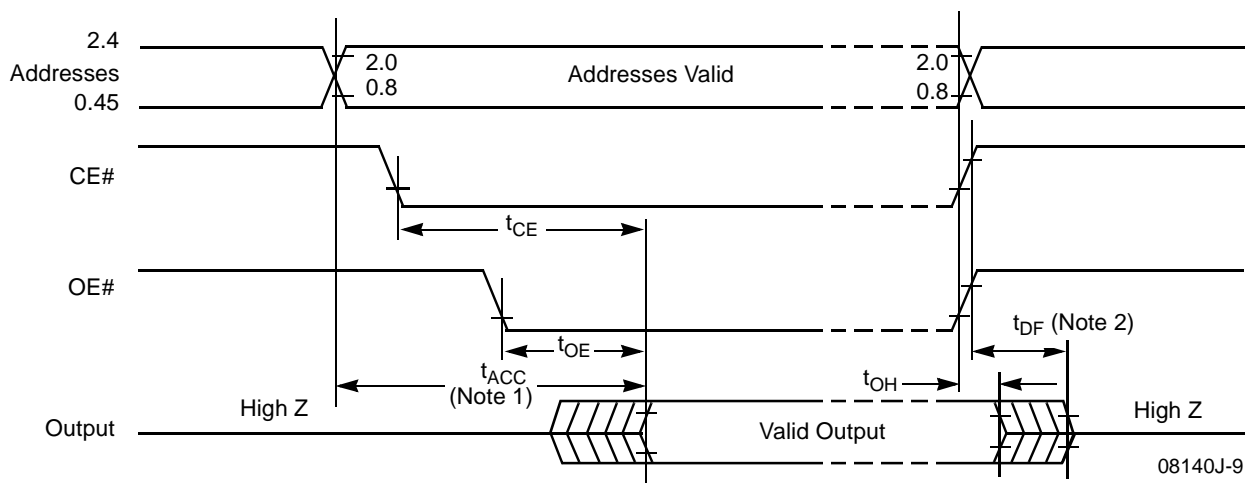 2.4
Addresses
0.45
2.0
0.8
Addresses Valid
2.0
0.8
CE#
tCE
OE#
tOE
tDF (Note 2)
tACC
(Note 1)
tOH
High Z
High Z
Output
Valid Output
08140J-9